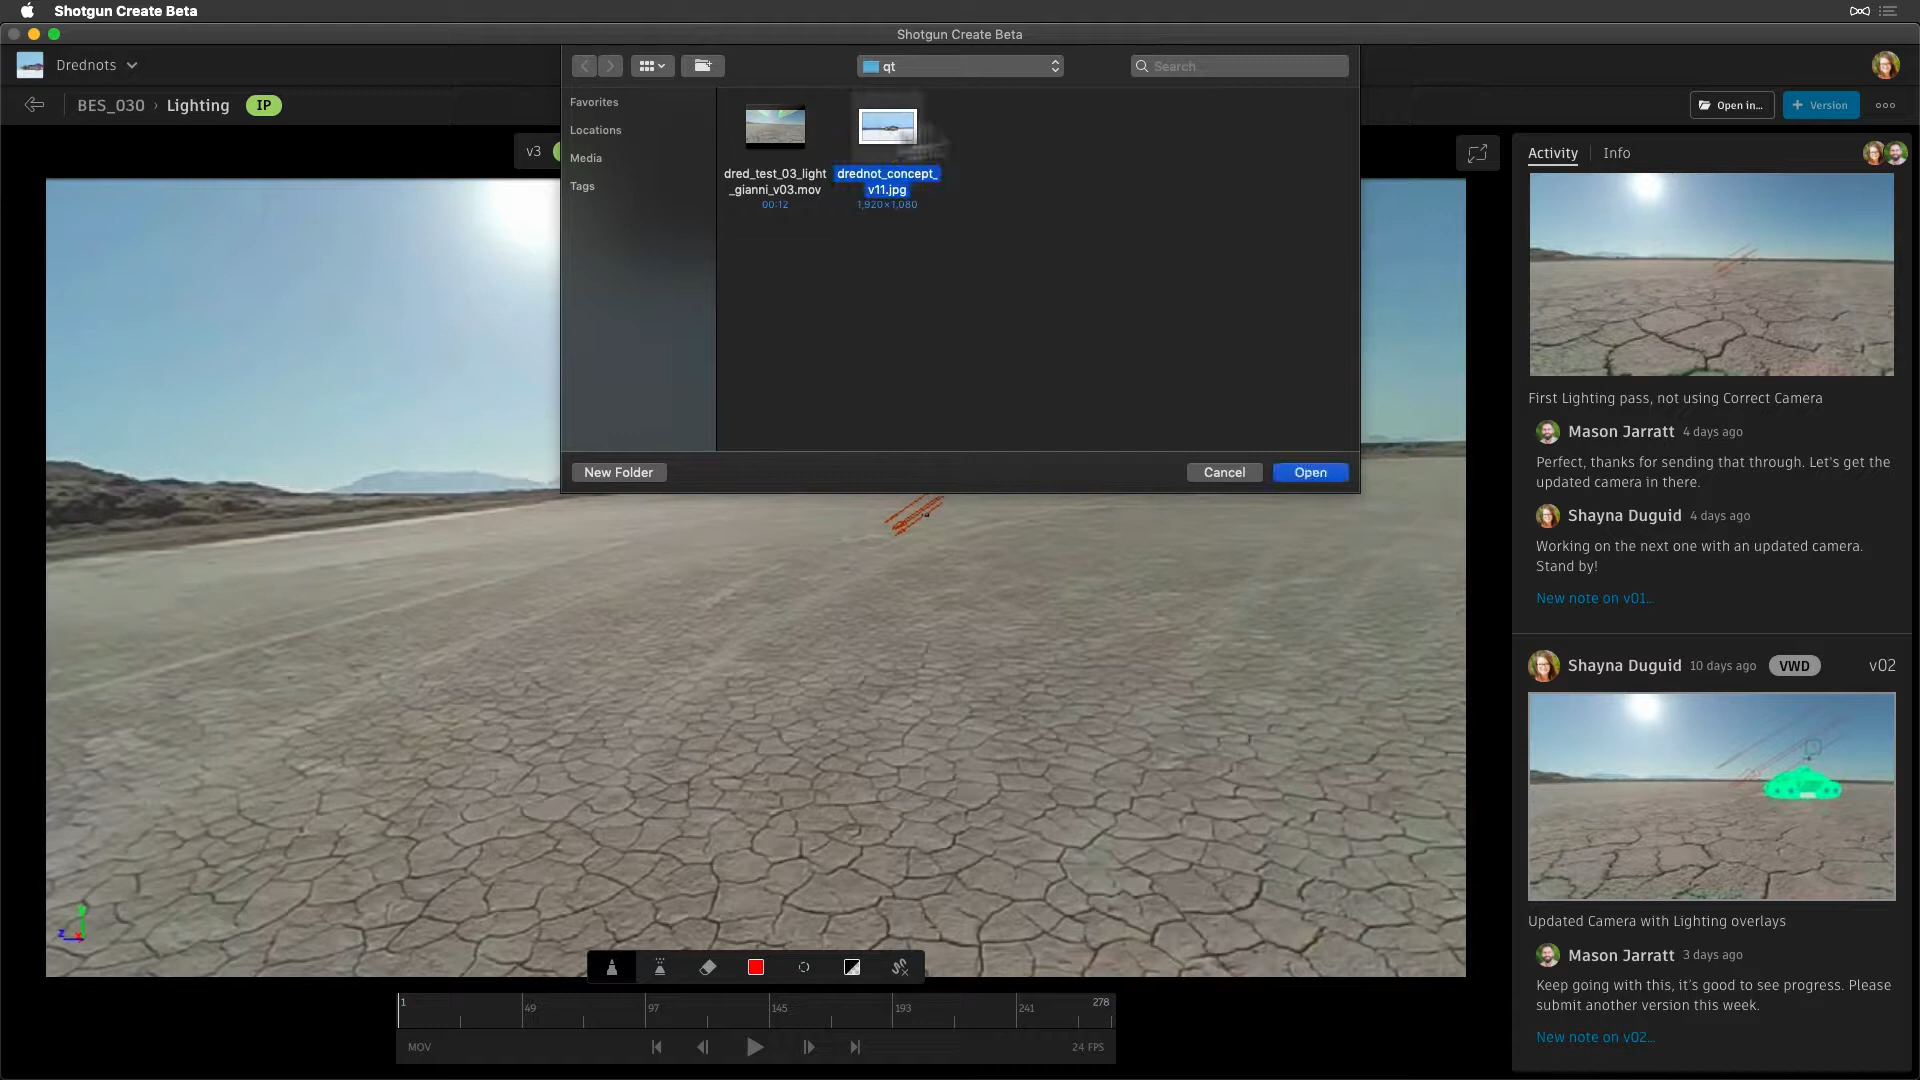 Shotgun Create Beta
Shotgun Create Beta
Drednots
BES_030 › Lighting IP
Open in...
+ Version
v3
qt
Search
Favorites
Locations
Media
Tags
dred_test_03_light
_gianni_v03.mov
00:12
drednot_concept_
v11.jpg
1,920×1,080
New Folder
Cancel
Open
Activity
Info
First Lighting pass, not using Correct Camera
Mason Jarratt 4 days ago
Perfect, thanks for sending that through. Let's get the
updated camera in there.
Shayna Duguid 4 days ago
Working on the next one with an updated camera.
Stand by!
New note on v01...
Shayna Duguid 10 days ago VWD v02
Updated Camera with Lighting overlays
Mason Jarratt 3 days ago
Keep going with this, it's good to see progress. Please
submit another version this week.
New note on v02...
z
x
y
1 49 97 145 193 241 278
MOV
24 FPS